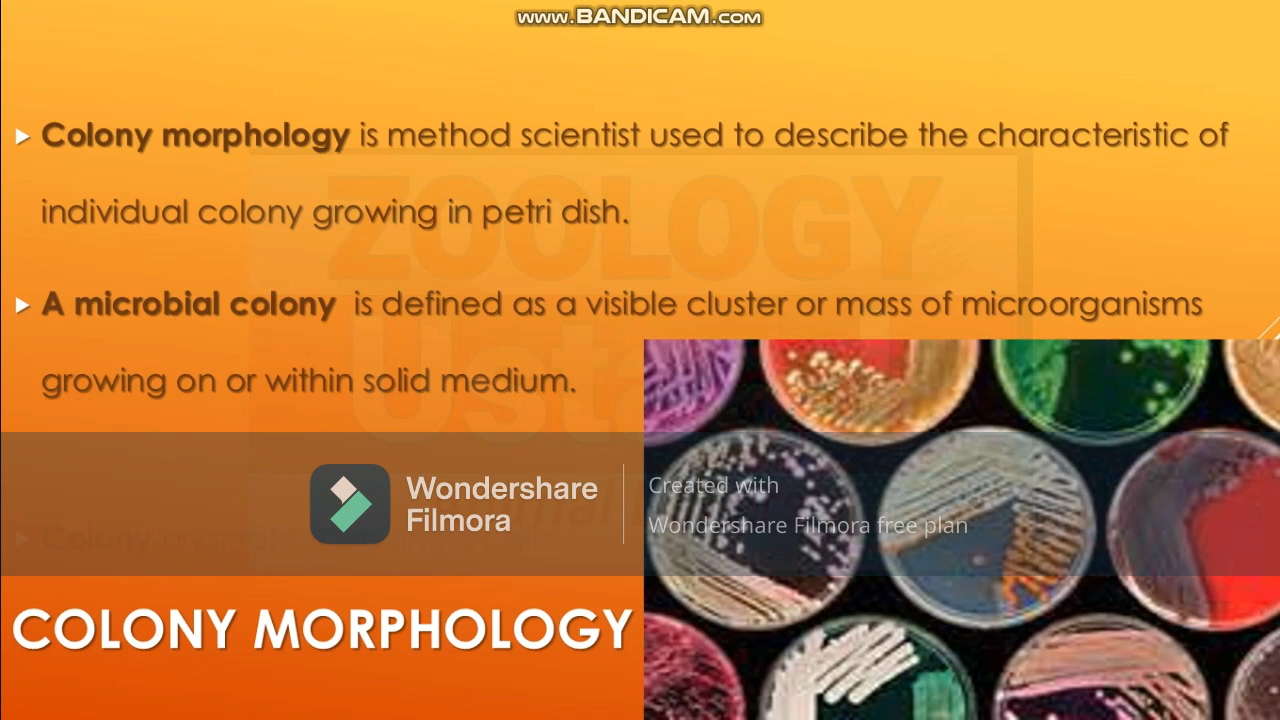 www.BANDICAM.com
Colony morphology is method scientist used to describe the characteristic of
individual colony growing in petri dish.
ZOOLOGY
A microbial colony is defined as a visible cluster or mass of microorganisms
growing on or within solid medium.
Wondershare
Filmora
Created with
Wondershare Filmora free plan
Colony
COLONY MORPHOLOGY